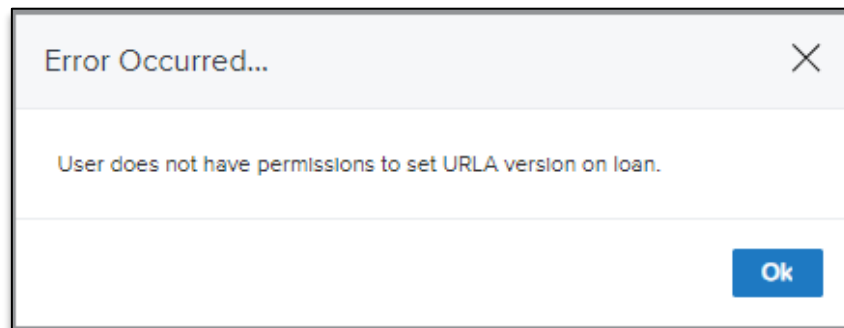 Error Occurred...
User does not have permissions to set URLA version on loan.
Ok